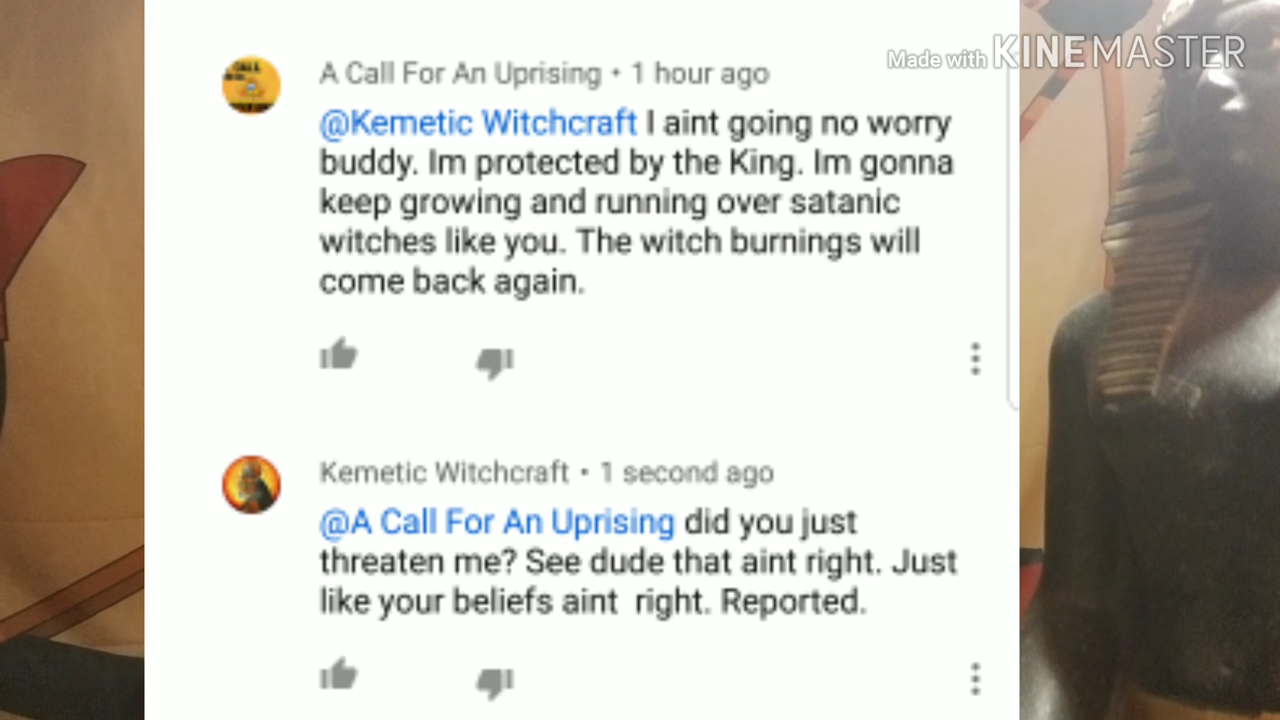 Made with KINEMASTER
A Call For An Uprising • 1 hour ago
@Kemetic Witchcraft I aint going no worry
buddy. Im protected by the King. Im gonna
keep growing and running over satanic
witches like you. The witch burnings will
come back again.
Kemetic Witchcraft • 1 second ago
@A Call For An Uprising did you just
threaten me? See dude that aint right. Just
like your beliefs aint  right. Reported.